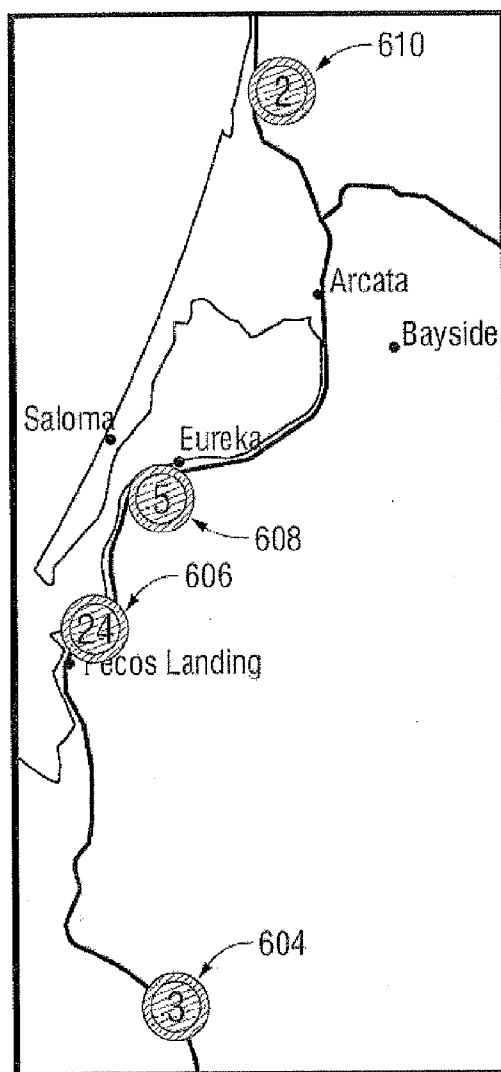 610
2
Arcata
Bayside
Saloma
Eureka
5
608
606
24
Pecos Landing
604
3